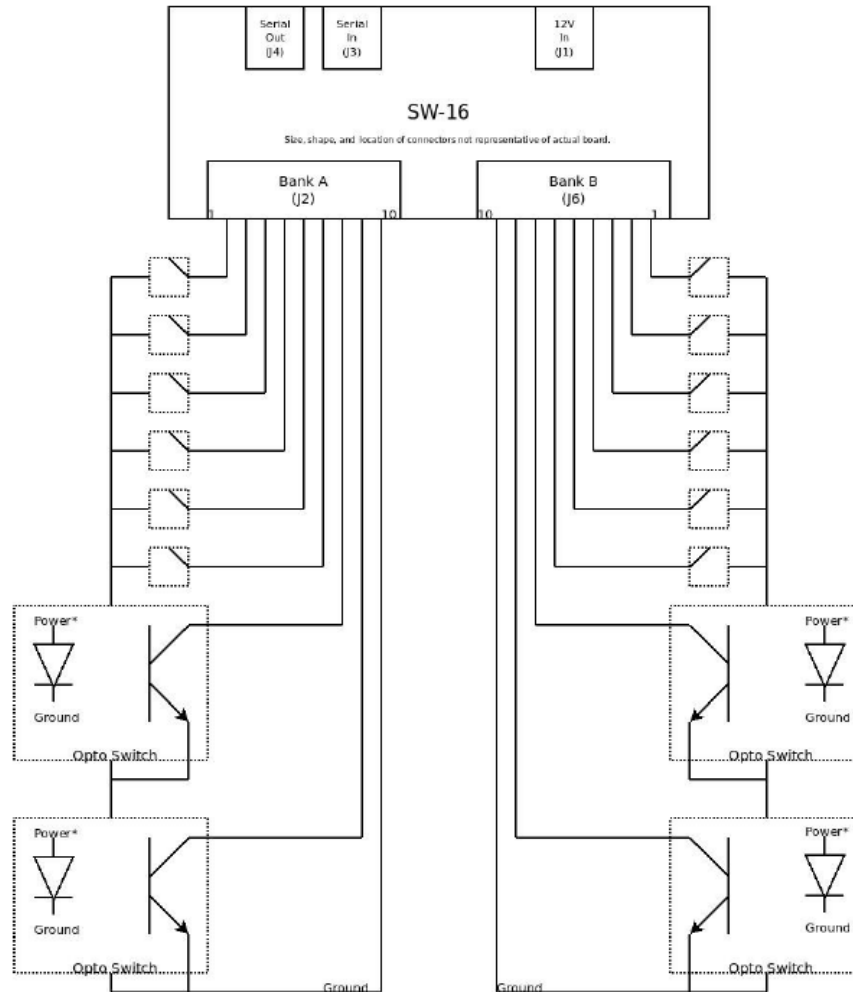 Serial
Out
(J4)
Serial
In
(J3)
12V
In
(J1)
SW-16
Size, shape, and location of connectors not representative of actual board.
Bank A
(J2)
1
10
Bank B
(J6)
10
1
Power*
Ground
Opto Switch
Power*
Ground
Opto Switch
Power*
Ground
Opto Switch
Power*
Ground
Opto Switch
Ground
Ground